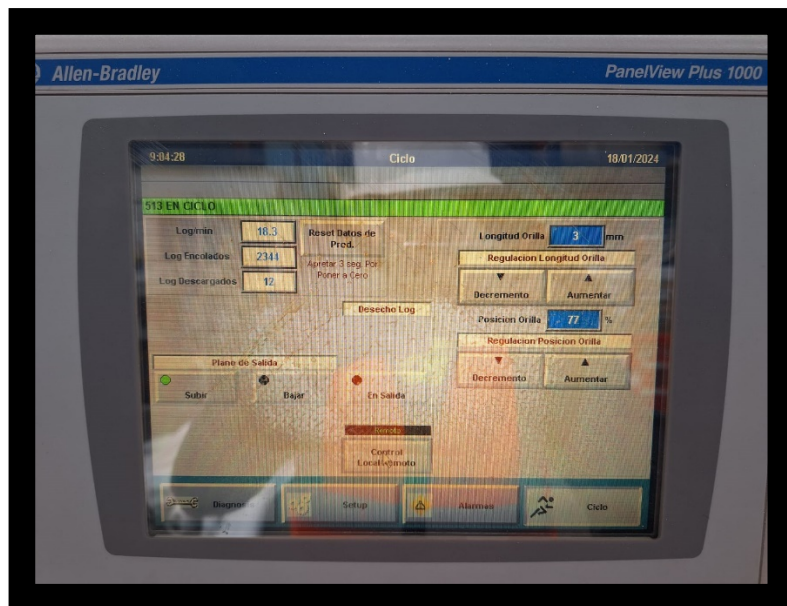 Allen-Bradley
PanelView Plus 1000
9:04:28
Ciclo
18/01/2024
513 EN CICLO
Log/min
18.3
Log Encolados
2344
Log Descargados
12
Reset Datos de
Prod.
Apretar 3 seg. Por
Poner a Cero
Desecho Log
Longitud Orilla
3
mm
Regulacion Longitud Orilla
Decremento
Aumentar
Posicion Orilla
77
%
Regulacion Posicion Orilla
Decremento
Aumentar
Plane de Salida
Subir
Bajar
En Salida
Remoto
Control
Diagnosis
Setup
Alarmas
Ciclo